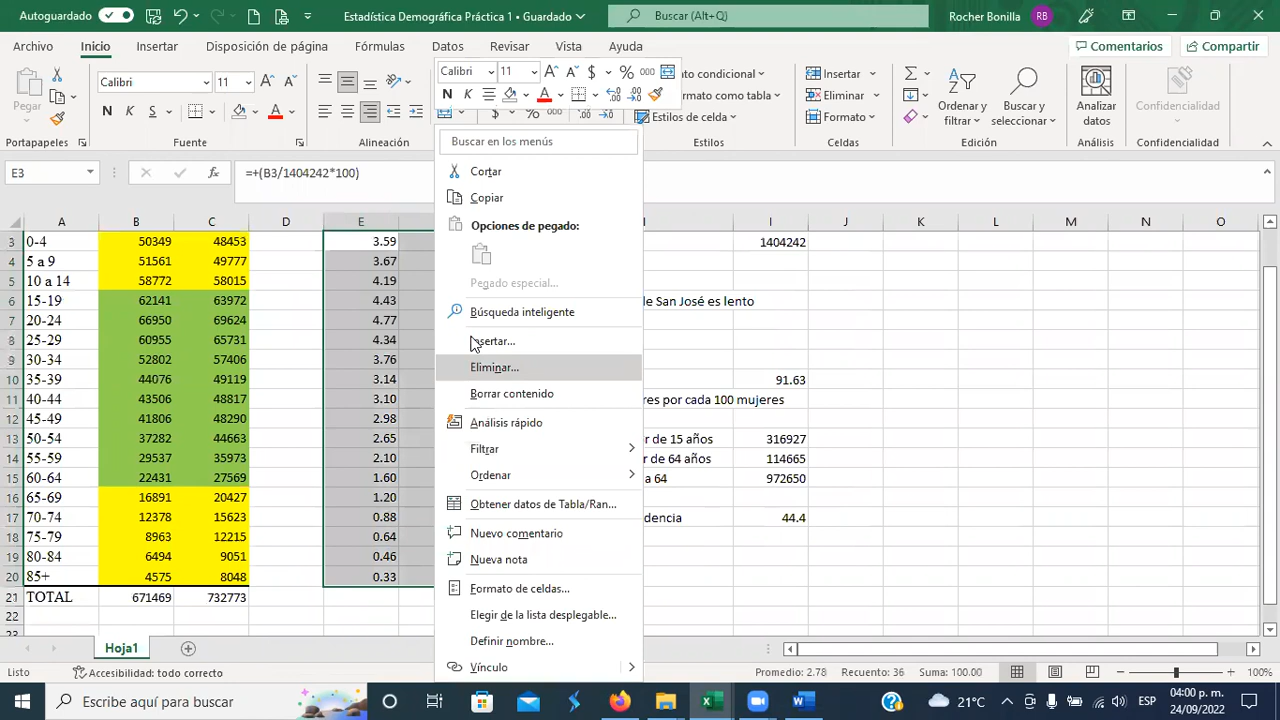 Autoguardado
Estadística Demográfica Práctica 1 • Guardado
Buscar (Alt+Q)
Rocher Bonilla
RB
Archivo Inicio Insertar Disposición de página Fórmulas Datos Revisar Vista Ayuda
Comentarios Compartir
Pegar
Portapapeles
Calibri 11
N K S
Fuente
Alineación
Calibri 11 $ % 000
N K
Formato condicional
como tabla
Estilos de celda
Estilos
Insertar
Eliminar
Formato
Celdas
Ordenar y filtrar
Buscar y seleccionar
Edición
Analizar datos
Análisis
Confidencialidad
Confidencialidad
E3 fx =+(B3/1404242*100)
A B C D E I J K L M N O
3 0-4 50349 48453 3.59 1404242
4 5 a 9 51561 49777 3.67
5 10 a 14 58772 58015 4.19
6 15-19 62141 63972 4.43 de San José es lento
7 20-24 66950 69624 4.77
8 25-29 60955 65731 4.34
9 30-34 52802 57406 3.76
10 35-39 44076 49119 3.14 91.63
11 40-44 43506 48817 3.10 res por cada 100 mujeres
12 45-49 41806 48290 2.98
13 50-54 37282 44663 2.65 r de 15 años 316927
14 55-59 29537 35973 2.10 r de 64 años 114665
15 60-64 22431 27569 1.60 a 64 972650
16 65-69 16891 20427 1.20
17 70-74 12378 15623 0.88 dencia 44.4
18 75-79 8963 12215 0.64
19 80-84 6494 9051 0.46
20 85+ 4575 8048 0.33
21 TOTAL 671469 732773
22
23
Buscar en los menús
Cortar
Copiar
Opciones de pegado:
Pegado especial...
Búsqueda inteligente
Insertar...
Eliminar...
Borrar contenido
Análisis rápido
Filtrar
Ordenar
Obtener datos de Tabla/Ran...
Nuevo comentario
Nueva nota
Formato de celdas...
Elegir de la lista desplegable...
Definir nombre...
Vínculo
Hoja1
Listo
Accesibilidad: todo correcto
Promedio: 2.78 Recuento: 36 Suma: 100.00
100%
Escribe aquí para buscar
21°C
ESP
04:00 p. m.
24/09/2022